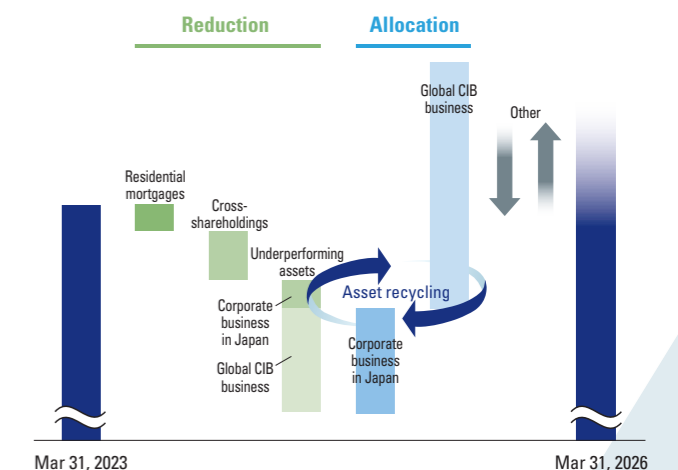 Reduction
Allocation
Global CIB
business
Other
Residential
mortgages
Cross-
shareholdings
Underperforming
assets
Asset recycling
Corporate
business
in Japan
Global CIB
business
Corporate
business
in Japan
Mar 31, 2023
Mar 31, 2026